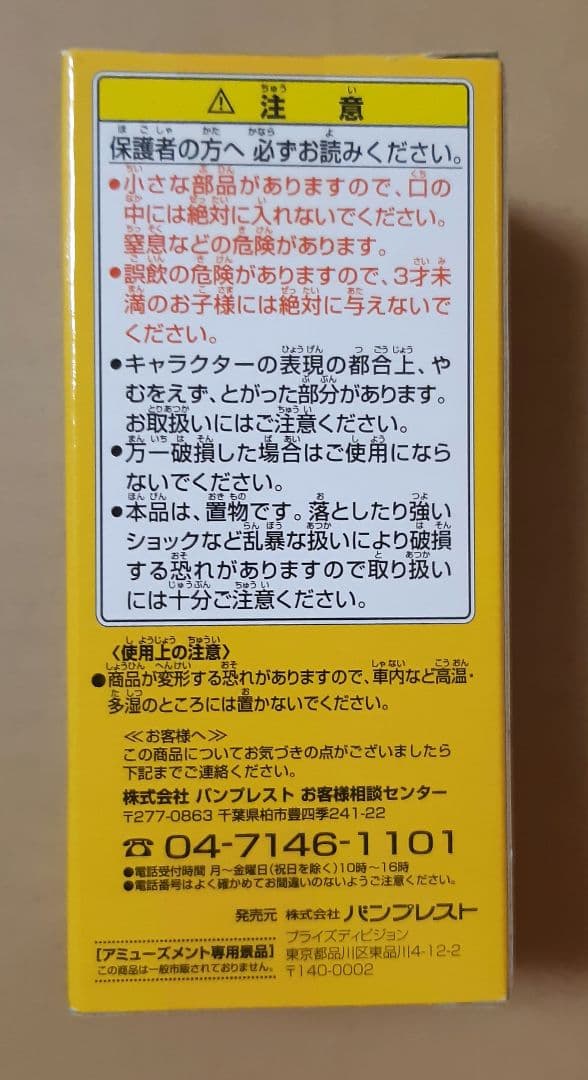 ⚠ 注意
保護者の方へ 必ずお読みください。
●小さな部品がありますので、口の
中には絶対に入れないでください。
窒息などの危険があります。
●誤飲の危険がありますので、3才未
満のお子様には絶対に与えないで
ください。
●キャラクターの表現の都合上、や
むをえず、とがった部分があります。
お取扱いにはご注意ください。
●万一破損した場合はご使用になら
ないでください。
●本品は、置物です。落としたり強い
ショックなど乱暴な扱いにより破損
する恐れがありますので取り扱い
には十分ご注意ください。
〈使用上の注意〉
●商品が変形する恐れがありますので、車内など高温・
多湿のところには置かないでください。
≪お客様へ≫
この商品についてお気づきの点がございましたら
下記までご連絡ください。
株式会社 バンプレスト お客様相談センター
〒277-0863 千葉県柏市豊四季241-22
☎ 04-7146-1101
●電話受付時間 月〜金曜日(祝日を除く)10時〜16時
●電話番号はよく確かめてお間違いのないようご注意ください。
発売元 株式会社 バンプレスト
プライズディビジョン
東京都品川区東品川4-12-2
〒140-0002
[アミューズメント専用景品]
この商品は一般市販されておりません。